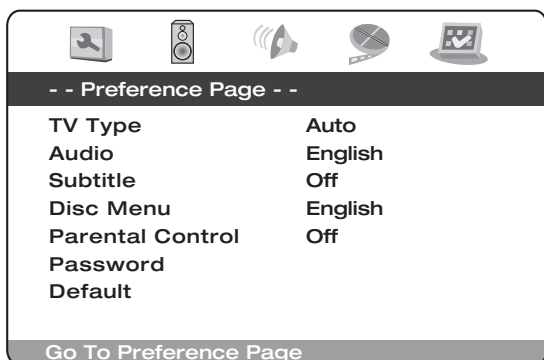 - - Preference Page - -
TV Type Auto
Audio English
Subtitle Off
Disc Menu English
Parental Control Off
Password
Default
Go To Preference Page